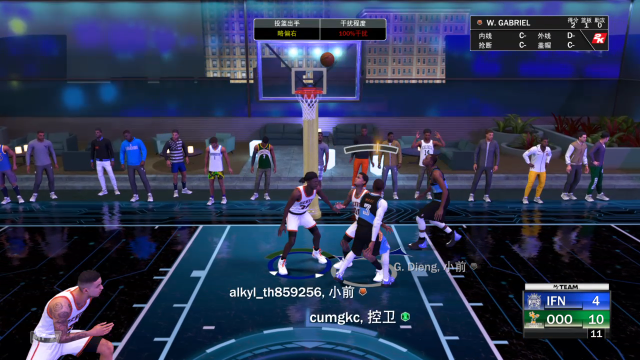 投篮出手 干扰程度
略偏右 100%干扰
W. GABRIEL 得分 篮板 助攻
2 1 0
内线 C- 外线 D-
抢断 C- 盖帽 C-
2K
G. Dieng, 小前
alkyl_th859256, 小前
cumgkc, 控卫
TEAM
IFN 4
OOO 10
11